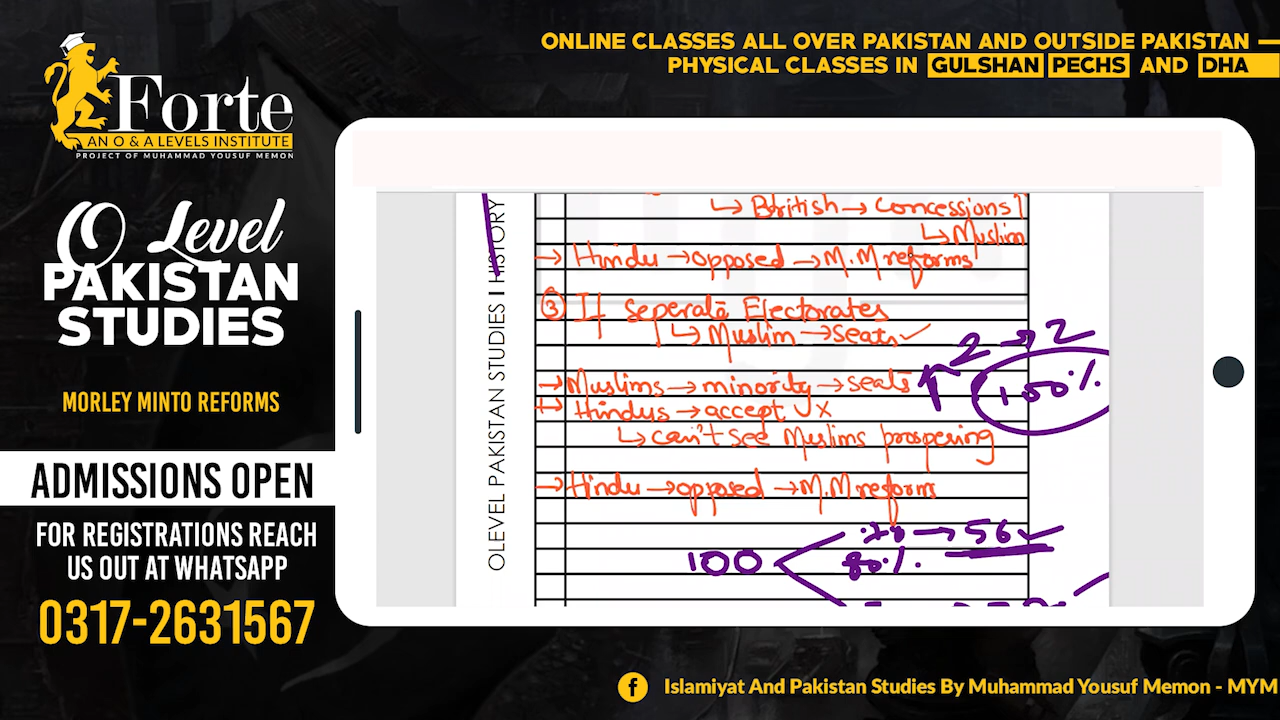 Forte
AN O & A LEVELS INSTITUTE
PROJECT OF MUHAMMAD YOUSUF MEMON
O Level
PAKISTAN
STUDIES
MORLEY MINTO REFORMS
ADMISSIONS OPEN
FOR REGISTRATIONS REACH
US OUT AT WHATSAPP
0317-2631567
ONLINE CLASSES ALL OVER PAKISTAN AND OUTSIDE PAKISTAN
PHYSICAL CLASSES IN GULSHAN PECHS AND DHA
OLEVEL PAKISTAN STUDIES | HISTORY
↳ British → Concessions ↑
↳ Muslim
→ Hindu → opposed → M.M reforms
③ If seperate Electorates
↳ Muslim → seats ✓
2 → 2
→ Muslims → minority → seats ↑
100%
→ Hindus → accept ✓ x
↳ can't see Muslims prospering
→ Hindu → opposed → M.M reforms
→ 56 ✓
100 < 80%
f Islamiyat And Pakistan Studies By Muhammad Yousuf Memon - MYM